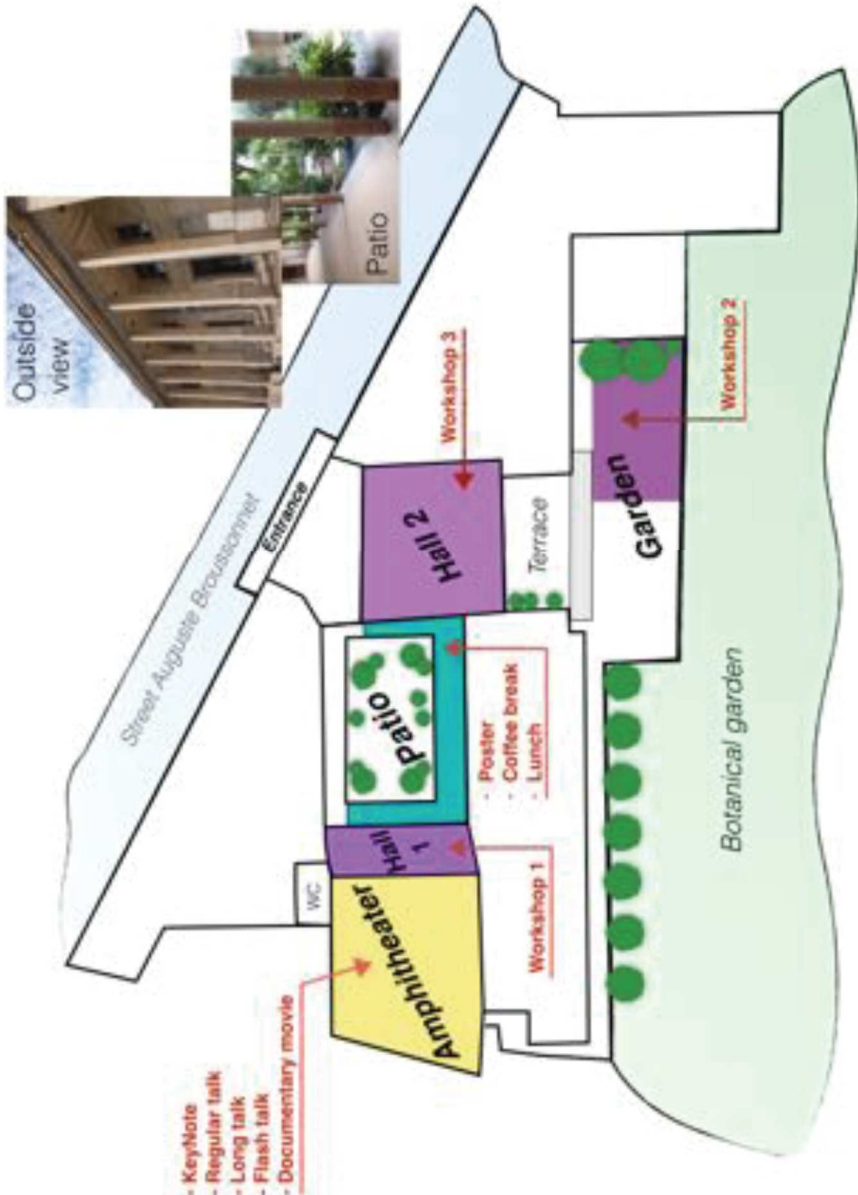 Outside
view
Patio
Street Auguste Broussonnet
Entrance
Workshop 3
Hall 2
Terrace
Garden
Workshop 2
Patio
- Poster
- Coffee break
- Lunch
Hall
1
WC
Amphitheater
Workshop 1
- KeyNote
- Regular talk
- Long talk
- Flash talk
- Documentary movie
Botanical garden